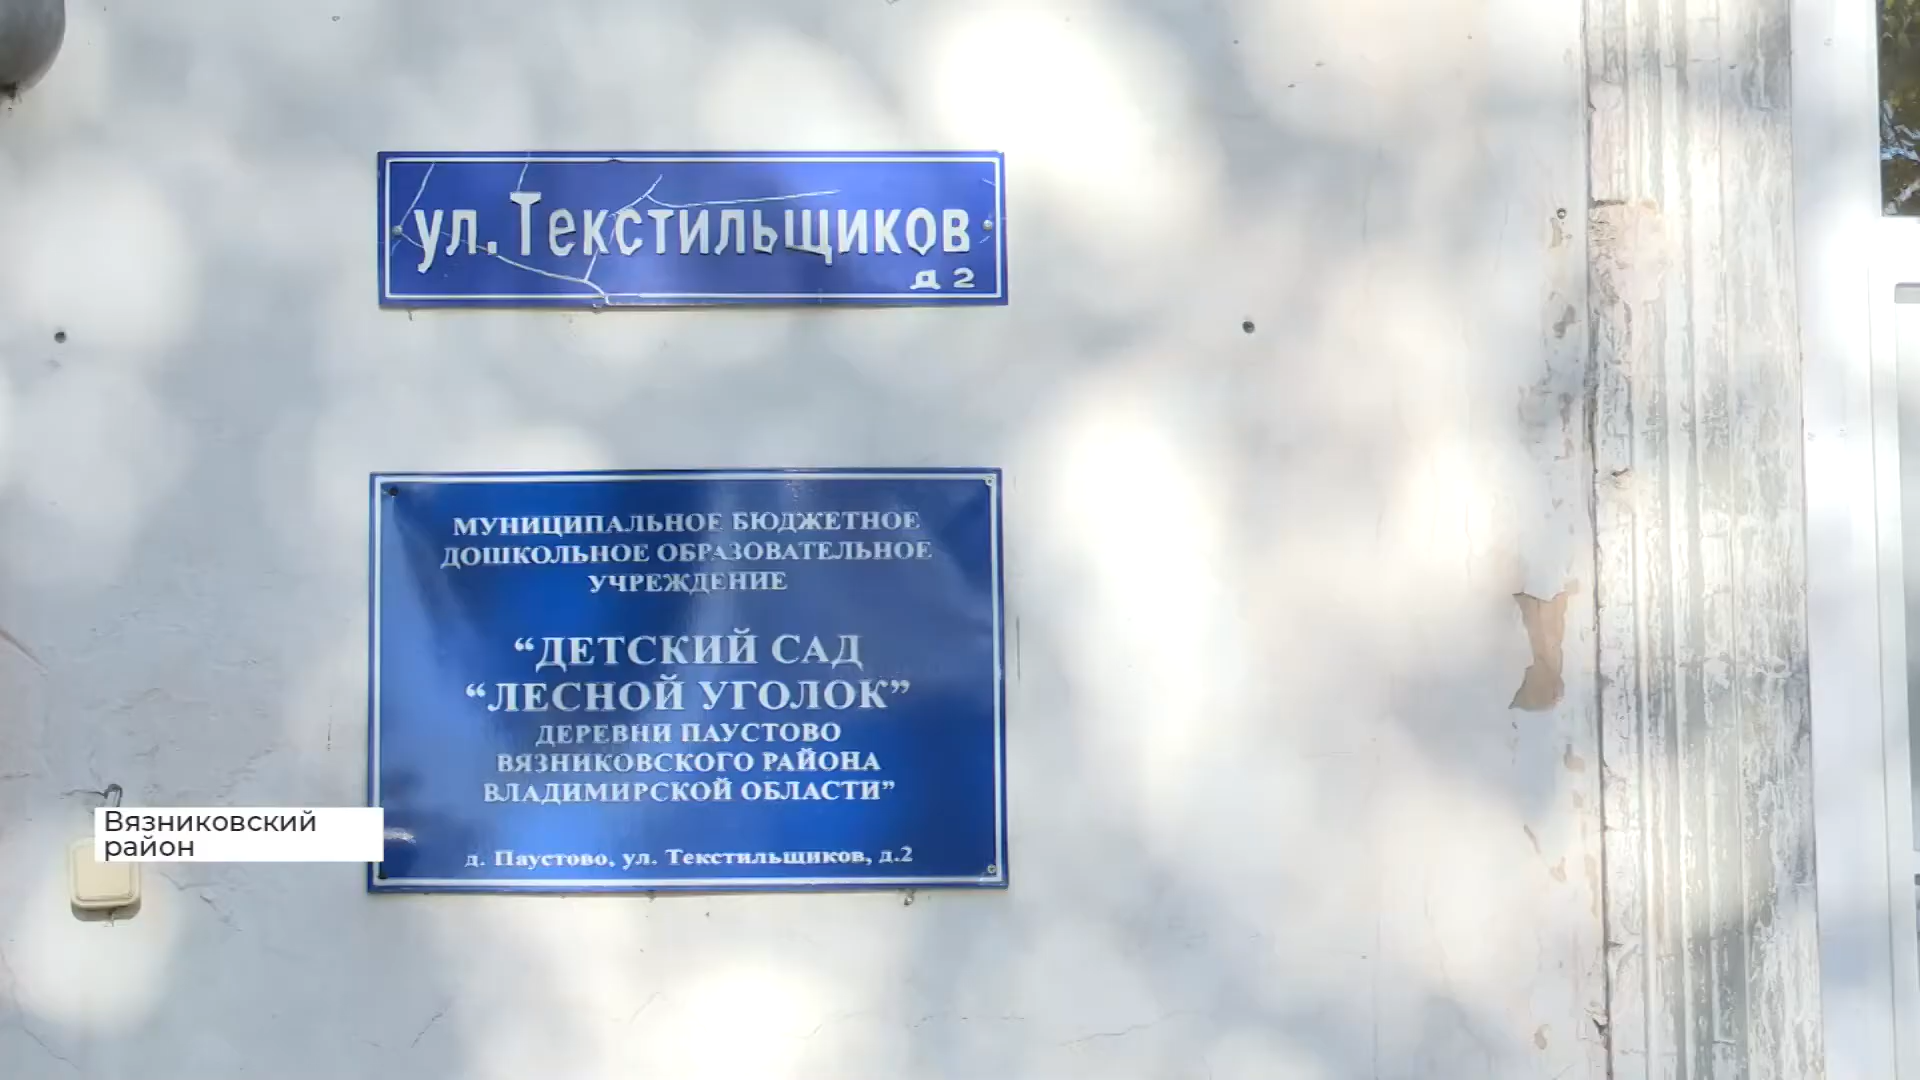 ул. Текстильщиков
д 2
МУНИЦИПАЛЬНОЕ БЮДЖЕТНОЕ
ДОШКОЛЬНОЕ ОБРАЗОВАТЕЛЬНОЕ
УЧРЕЖДЕНИЕ
“ДЕТСКИЙ САД
“ЛЕСНОЙ УГОЛОК”
ДЕРЕВНИ ПАУСТОВО
ВЯЗНИКОВСКОГО РАЙОНА
ВЛАДИМИРСКОЙ ОБЛАСТИ”
д. Паустово, ул. Текстильщиков, д.2
Вязниковский
район